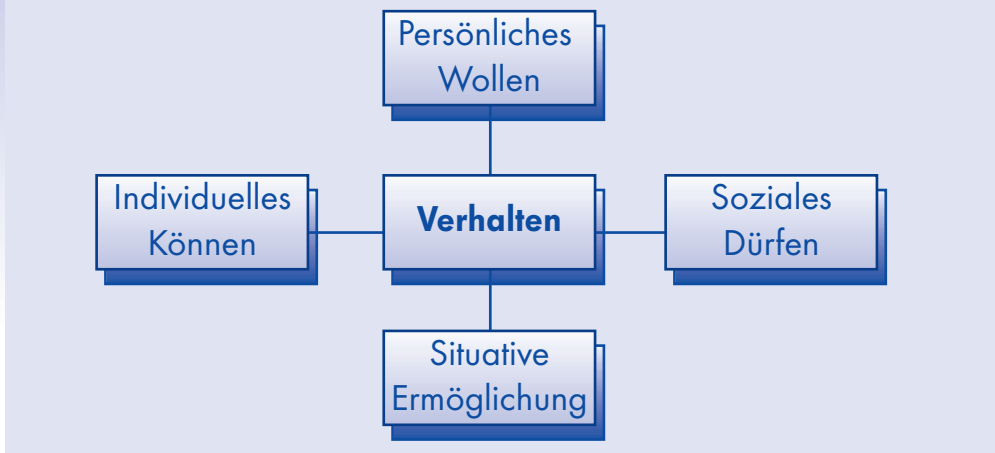 Persönliches
Wollen
Individuelles
Können
Verhalten
Soziales
Dürfen
Situative
Ermöglichung